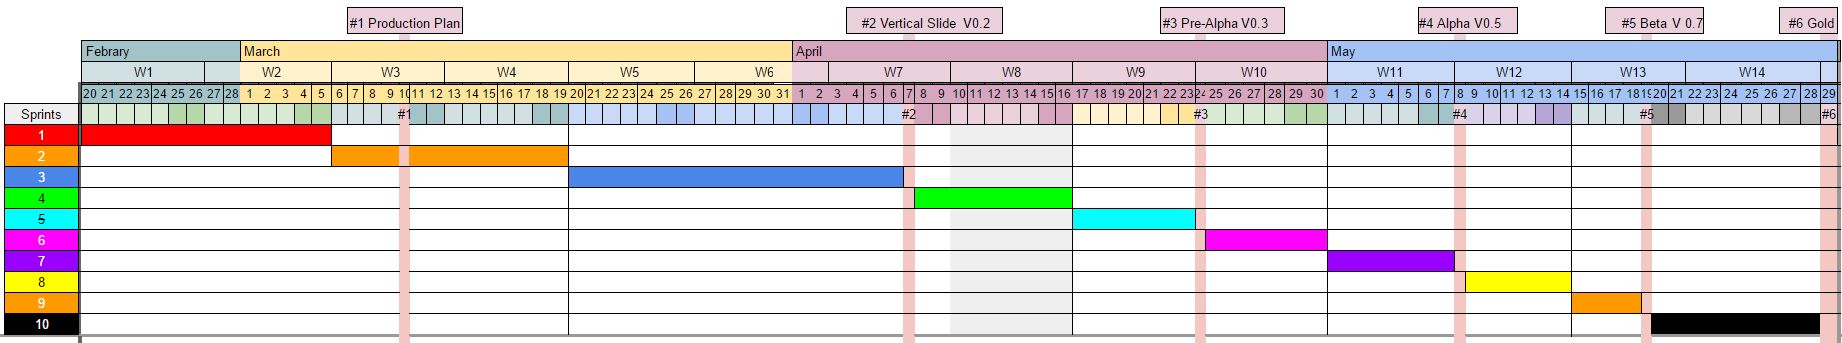 #1 Production Plan #2 Vertical Slide V0.2 #3 Pre-Alpha V0.3 #4 Alpha V0.5 #5 Beta V 0.7 #6 Gold
Febrary March April May
W1 W2 W3 W4 W5 W6 W7 W8 W9 W10 W11 W12 W13 W14
20 21 22 23 24 25 26 27 28 1 2 3 4 5 6 7 8 9 10 11 12 13 14 15 16 17 18 19 20 21 22 23 24 25 26 27 28 29 30 31 1 2 3 4 5 6 7 8 9 10 11 12 13 14 15 16 17 18 19 20 21 22 23 24 25 26 27 28 29 30 1 2 3 4 5 6 7 8 9 10 11 12 13 14 15 16 17 18 19 20 21 22 23 24 25 26 27 28 29
Sprints #1 #2 #3 #4 #5 #6
1
2
3
4
5
6
7
8
9
10